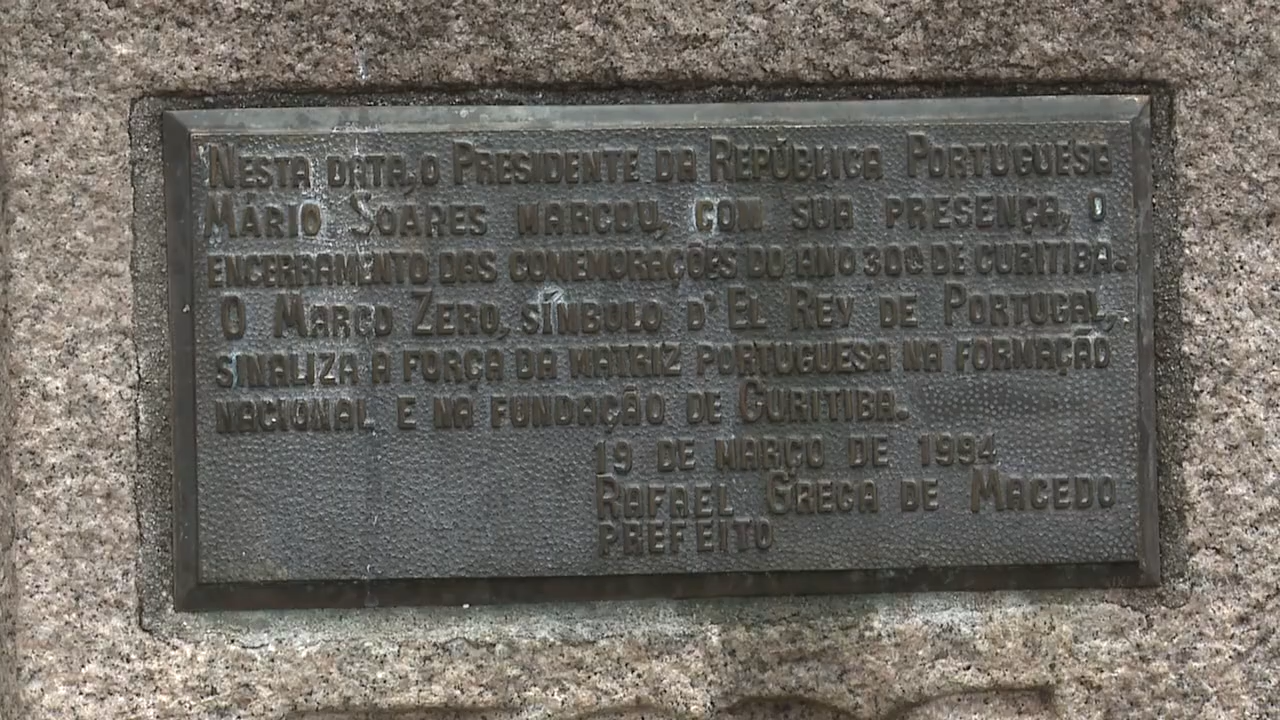 NESTA DATA, O PRESIDENTE DA REPÚBLICA PORTUGUESA
MÁRIO SOARES MARCOU, COM SUA PRESENÇA, O
ENCERRAMENTO DAS COMEMORAÇÕES DO ANO 300 DE CURITIBA.
O MARCO ZERO, SÍMBOLO D'EL REY DE PORTUGAL,
SINALIZA A FORÇA DA MATRIZ PORTUGUESA NA FORMAÇÃO
NACIONAL E NA FUNDAÇÃO DE CURITIBA.
19 DE MARÇO DE 1994
RAFAEL GRECA DE MACEDO
PREFEITO